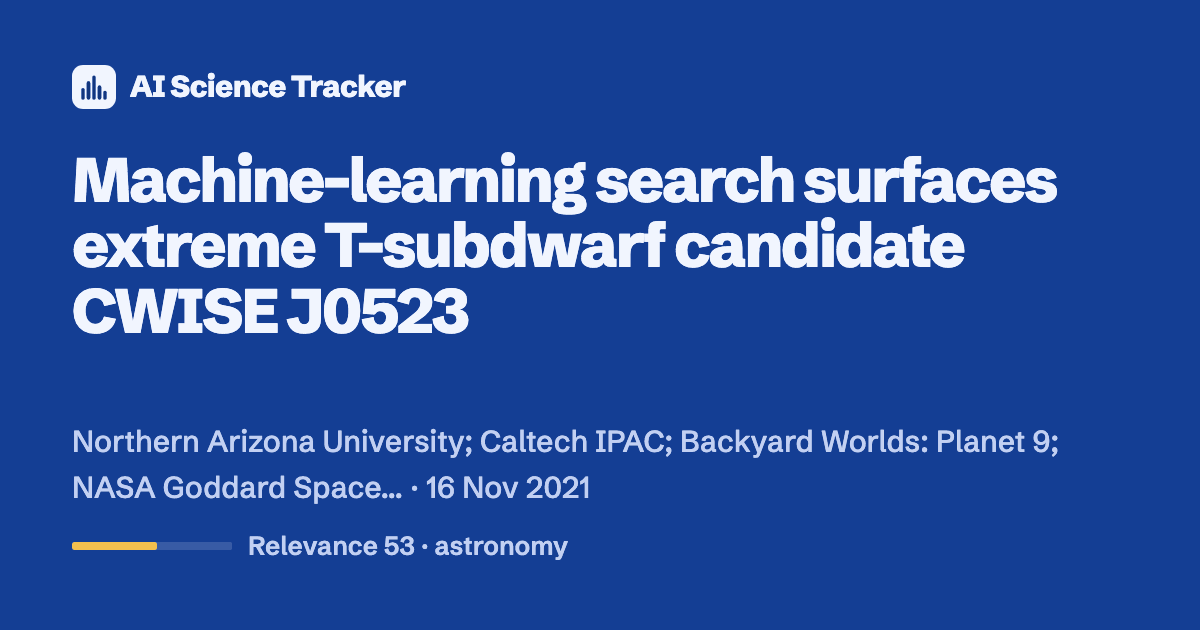 AI Science Tracker
Machine-learning search surfaces
extreme T-subdwarf candidate
CWISE J0523
Northern Arizona University; Caltech IPAC; Backyard Worlds: Planet 9;
NASA Goddard Space... · 16 Nov 2021
Relevance 53 · astronomy